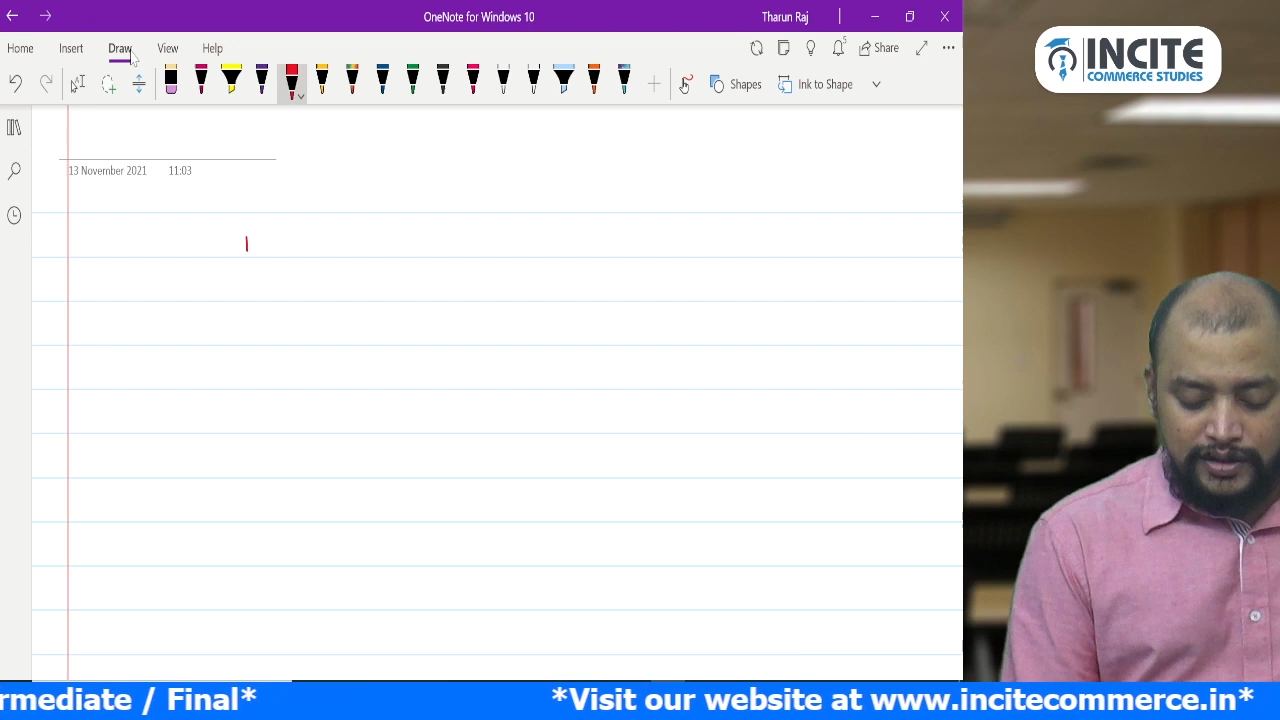 OneNote for Windows 10
Tharun Raj
Home Insert Draw View Help
5
Share
Shapes
Ink to Shape
INCITE
COMMERCE STUDIES
13 November 2021 11:03
rmediate / Final* *Visit our website at www.incitecommerce.in*